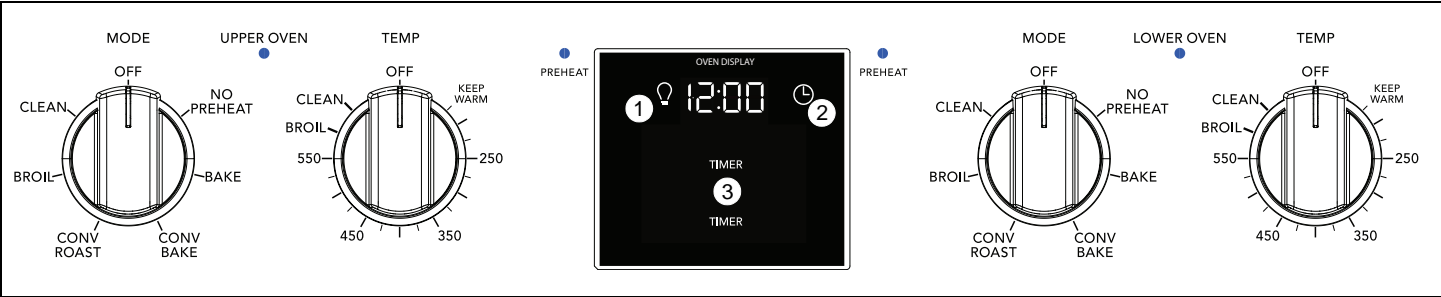 MODE
UPPER OVEN
TEMP
OFF
NO
PREHEAT
CLEAN
BROIL
BAKE
CONV
ROAST
CONV
BAKE
OFF
KEEP
WARM
CLEAN
BROIL
550
250
450
350
PREHEAT
OVEN DISPLAY
1
12:00
2
TIMER
3
TIMER
PREHEAT
MODE
LOWER OVEN
TEMP
OFF
NO
PREHEAT
CLEAN
BROIL
BAKE
CONV
ROAST
CONV
BAKE
OFF
KEEP
WARM
CLEAN
BROIL
550
250
450
350